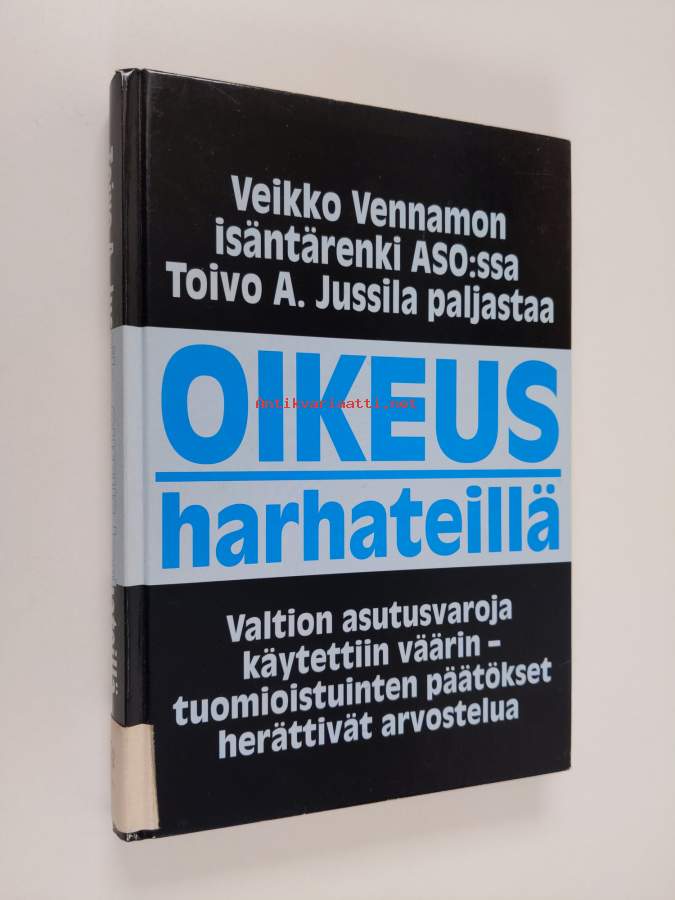 Veikko Vennamon
isäntärenki ASO:ssa
Toivo A. Jussila paljastaa
OIKEUS
Antikvariaatti.net
harhateillä
Valtion asutusvaroja
käytettiin väärin –
tuomioistuinten päätökset
herättivät arvostelua